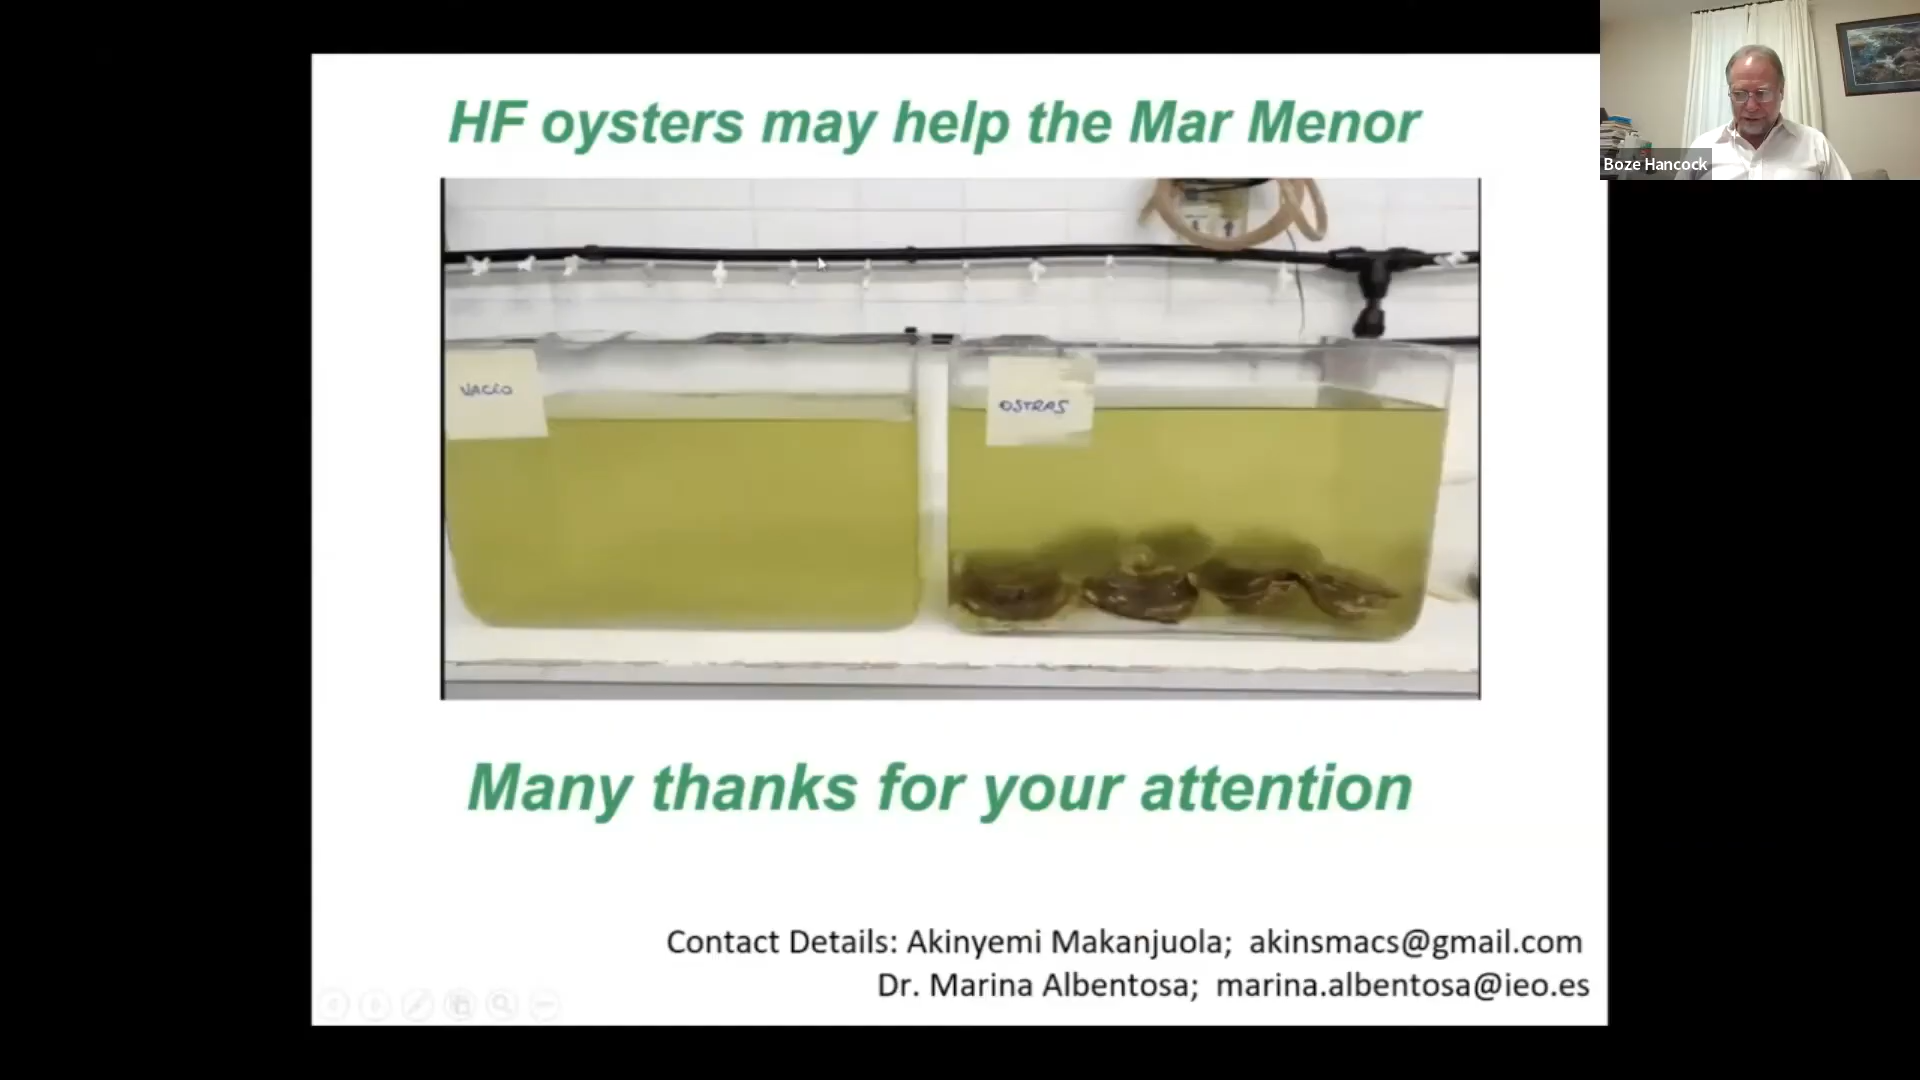 HF oysters may help the Mar Menor
Boze Hancock
VACIO
OSTRAS
Many thanks for your attention
Contact Details: Akinyemi Makanjuola; akinsmacs@gmail.com
Dr. Marina Albentosa; marina.albentosa@ieo.es